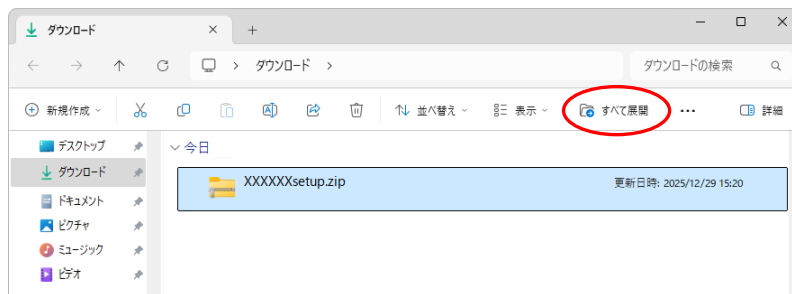 ダウンロード
ダウンロード
ダウンロードの検索
新規作成
並べ替え
表示
すべて展開
詳細
デスクトップ
ダウンロード
ドキュメント
ピクチャ
ミュージック
ビデオ
今日
XXXXXXsetup.zip
更新日時: 2025/12/29 15:20